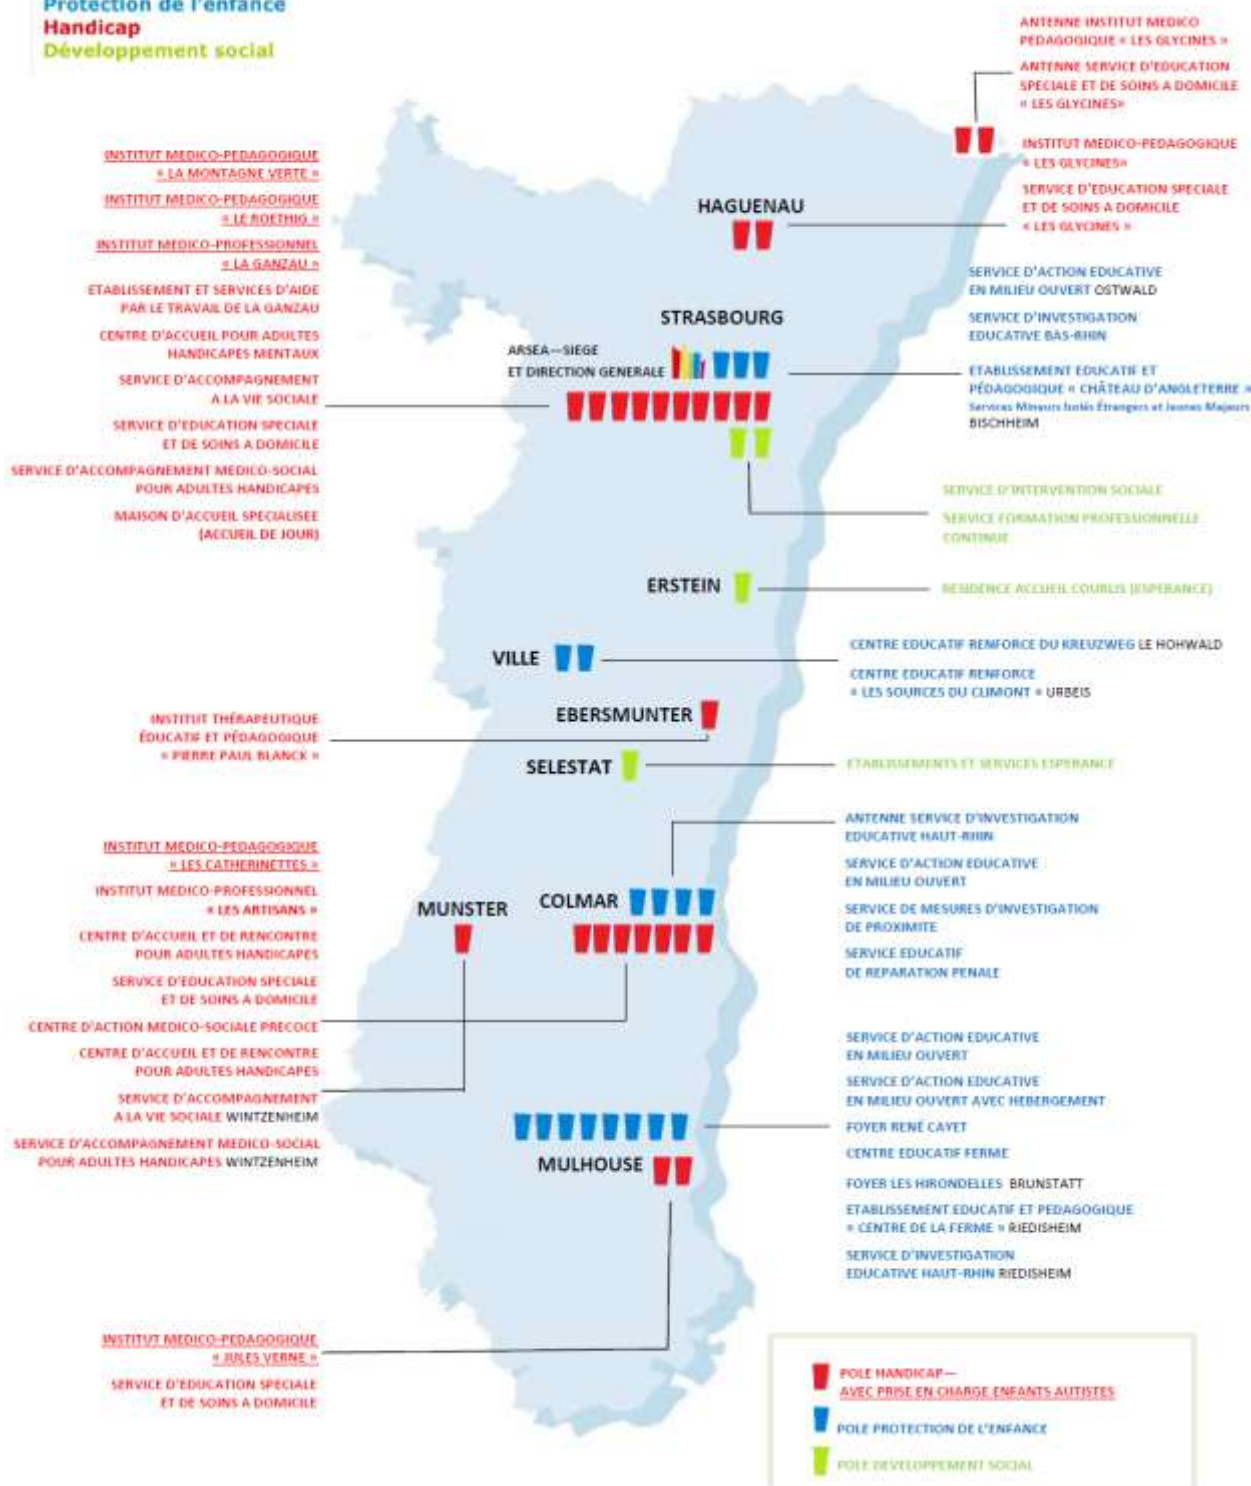 Protection de l'enfance
Handicap
Développement social
ANTENNE INSTITUT MEDICO
PEDAGOGIQUE « LES GLYCINES »
ANTENNE SERVICE D'EDUCATION
SPECIALE ET DE SOINS A DOMICILE
« LES GLYCINES»
INSTITUT MEDICO-PEDAGOGIQUE
« LES GLYCINES»
SERVICE D'EDUCATION SPECIALE
ET DE SOINS A DOMICILE
« LES GLYCINES »
HAGUENAU
INSTITUT MEDICO-PEDAGOGIQUE
« LA MONTAGNE VERTE »
INSTITUT MEDICO-PEDAGOGIQUE
« LE ROETHIG »
INSTITUT MEDICO-PROFESSIONNEL
« LA GANZAU »
ETABLISSEMENT ET SERVICES D'AIDE
PAR LE TRAVAIL DE LA GANZAU
CENTRE D'ACCUEIL POUR ADULTES
HANDICAPES MENTAUX
SERVICE D'ACCOMPAGNEMENT
A LA VIE SOCIALE
SERVICE D'EDUCATION SPECIALE
ET DE SOINS A DOMICILE
SERVICE D'ACCOMPAGNEMENT MEDICO-SOCIAL
POUR ADULTES HANDICAPES
MAISON D'ACCUEIL SPECIALISEE
(ACCUEIL DE JOUR)
STRASBOURG
ARSEA—SIEGE
ET DIRECTION GENERALE
SERVICE D'ACTION EDUCATIVE
EN MILIEU OUVERT OSTWALD
SERVICE D'INVESTIGATION
EDUCATIVE BAS-RHIN
ETABLISSEMENT EDUCATIF ET
PÉDAGOGIQUE « CHÂTEAU D'ANGLETERRE »
Services Mineurs Isolés Étrangers et Jeunes Majeurs
BISCHHEIM
SERVICE D'INTERVENTION SOCIALE
SERVICE FORMATION PROFESSIONNELLE
CONTINUE
ERSTEIN
RESIDENCE ACCUEIL COURLIS (ESPERANCE)
VILLE
CENTRE EDUCATIF RENFORCE DU KREUZWEG LE HOHWALD
CENTRE EDUCATIF RENFORCE
« LES SOURCES DU CLIMONT » URBEIS
EBERSMUNTER
INSTITUT THÉRAPEUTIQUE
ÉDUCATIF ET PÉDAGOGIQUE
« PIERRE PAUL BLANCK »
SELESTAT
ETABLISSEMENTS ET SERVICES ESPERANCE
ANTENNE SERVICE D'INVESTIGATION
EDUCATIVE HAUT-RHIN
SERVICE D'ACTION EDUCATIVE
EN MILIEU OUVERT
SERVICE DE MESURES D'INVESTIGATION
DE PROXIMITE
SERVICE EDUCATIF
DE REPARATION PENALE
MUNSTER
COLMAR
INSTITUT MEDICO-PEDAGOGIQUE
« LES CATHERINETTES »
INSTITUT MEDICO-PROFESSIONNEL
« LES ARTISANS »
CENTRE D'ACCUEIL ET DE RENCONTRE
POUR ADULTES HANDICAPES
SERVICE D'EDUCATION SPECIALE
ET DE SOINS A DOMICILE
CENTRE D'ACTION MEDICO-SOCIALE PRECOCE
CENTRE D'ACCUEIL ET DE RENCONTRE
POUR ADULTES HANDICAPES
SERVICE D'ACCOMPAGNEMENT
A LA VIE SOCIALE WINTZENHEIM
SERVICE D'ACCOMPAGNEMENT MEDICO-SOCIAL
POUR ADULTES HANDICAPES WINTZENHEIM
SERVICE D'ACTION EDUCATIVE
EN MILIEU OUVERT
SERVICE D'ACTION EDUCATIVE
EN MILIEU OUVERT AVEC HEBERGEMENT
FOYER RENÉ CAYET
CENTRE EDUCATIF FERME
FOYER LES HIRONDELLES BRUNSTATT
ETABLISSEMENT EDUCATIF ET PEDAGOGIQUE
« CENTRE DE LA FERME » RIEDISHEIM
SERVICE D'INVESTIGATION
EDUCATIVE HAUT-RHIN RIEDISHEIM
MULHOUSE
INSTITUT MEDICO-PEDAGOGIQUE
« JULES VERNE »
SERVICE D'EDUCATION SPECIALE
ET DE SOINS A DOMICILE
POLE HANDICAP—
AVEC PRISE EN CHARGE ENFANTS AUTISTES
POLE PROTECTION DE L'ENFANCE
POLE DEVELOPPEMENT SOCIAL